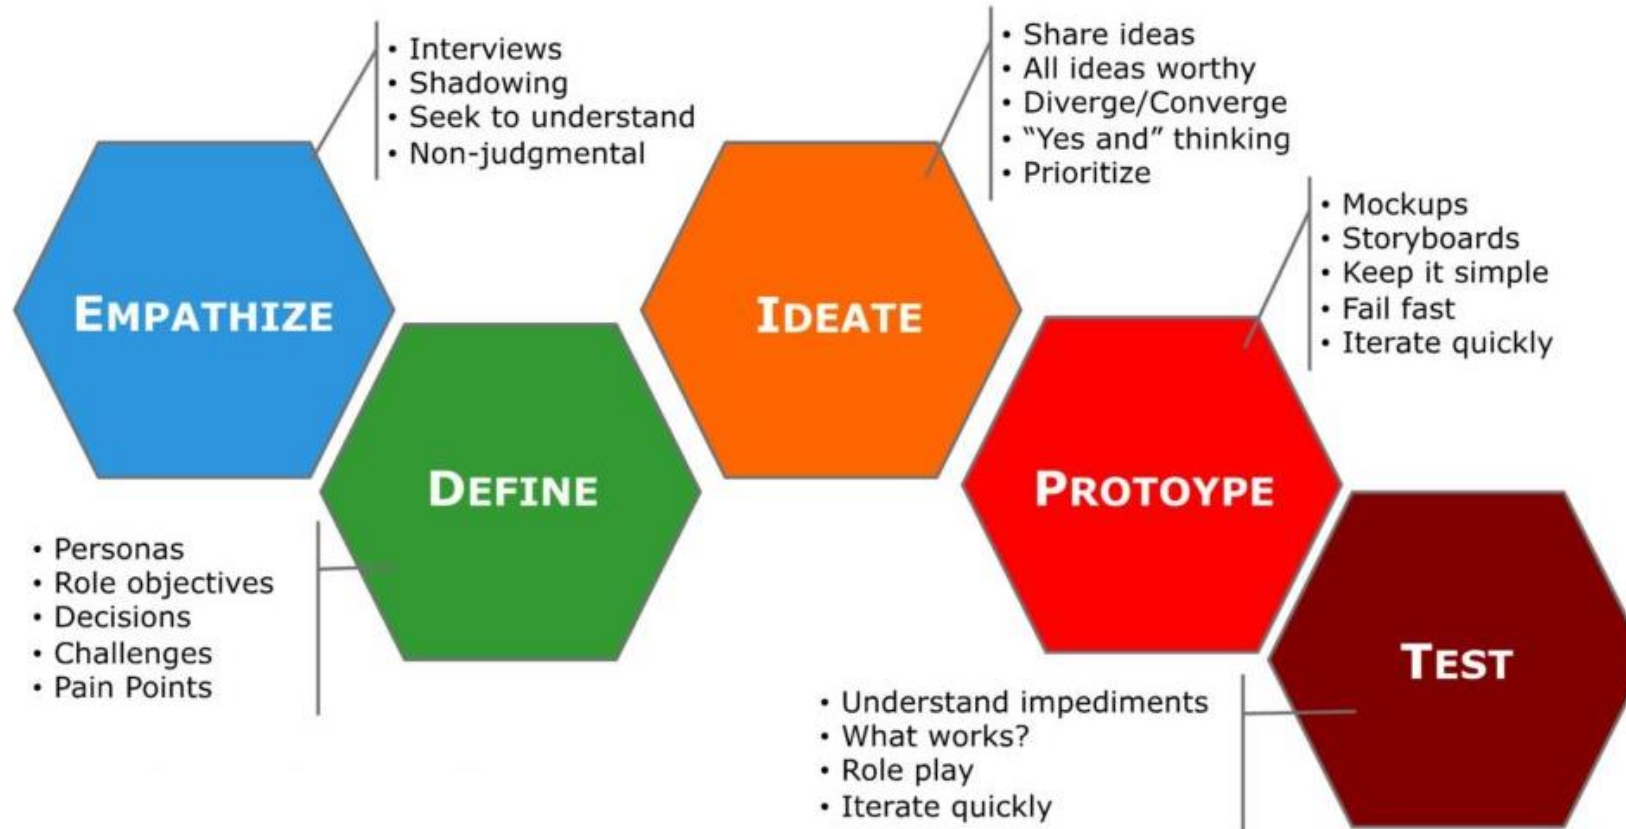 EMPATHIZE
• Interviews
• Shadowing
• Seek to understand
• Non-judgmental
DEFINE
• Personas
• Role objectives
• Decisions
• Challenges
• Pain Points
IDEATE
• Share ideas
• All ideas worthy
• Diverge/Converge
• “Yes and” thinking
• Prioritize
PROTOYPE
• Mockups
• Storyboards
• Keep it simple
• Fail fast
• Iterate quickly
TEST
• Understand impediments
• What works?
• Role play
• Iterate quickly